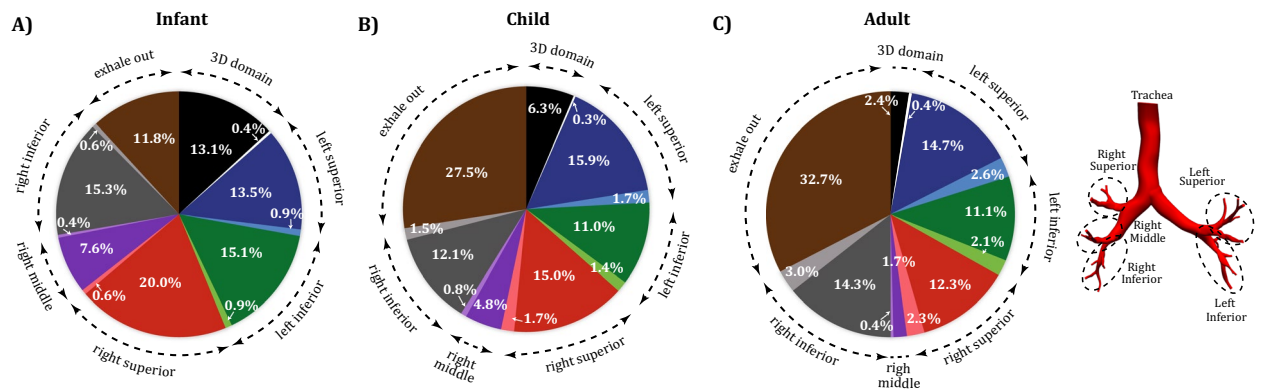 A)
Infant
exhale out
3D domain
left superior
left inferior
right superior
right middle
right inferior
11.8%
13.1%
0.4%
13.5%
0.9%
15.1%
0.9%
20.0%
0.6%
7.6%
0.4%
15.3%
0.6%
B)
Child
exhale out
3D domain
left superior
left inferior
right superior
right
middle
right inferior
27.5%
6.3%
0.3%
15.9%
1.7%
11.0%
1.4%
15.0%
1.7%
4.8%
0.8%
12.1%
1.5%
C)
Adult
exhale out
3D domain
left superior
left inferior
right superior
righ
middle
right inferior
32.7%
2.4%
0.4%
14.7%
2.6%
11.1%
2.1%
12.3%
2.3%
1.7%
0.4%
14.3%
3.0%
Trachea
Right
Superior
Left
Superior
Right
Middle
Right
Inferior
Left
Inferior